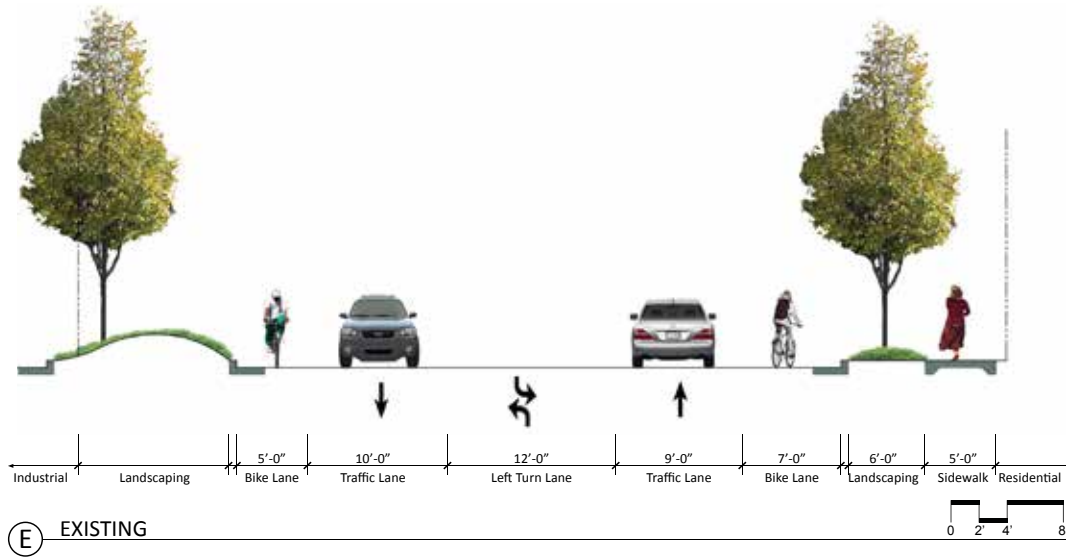 5'-0" 10'-0" 12'-0" 9'-0" 7'-0" 6'-0" 5'-0"
Industrial Landscaping Bike Lane Traffic Lane Left Turn Lane Traffic Lane Bike Lane Landscaping Sidewalk Residential
0 2' 4' 8
E EXISTING